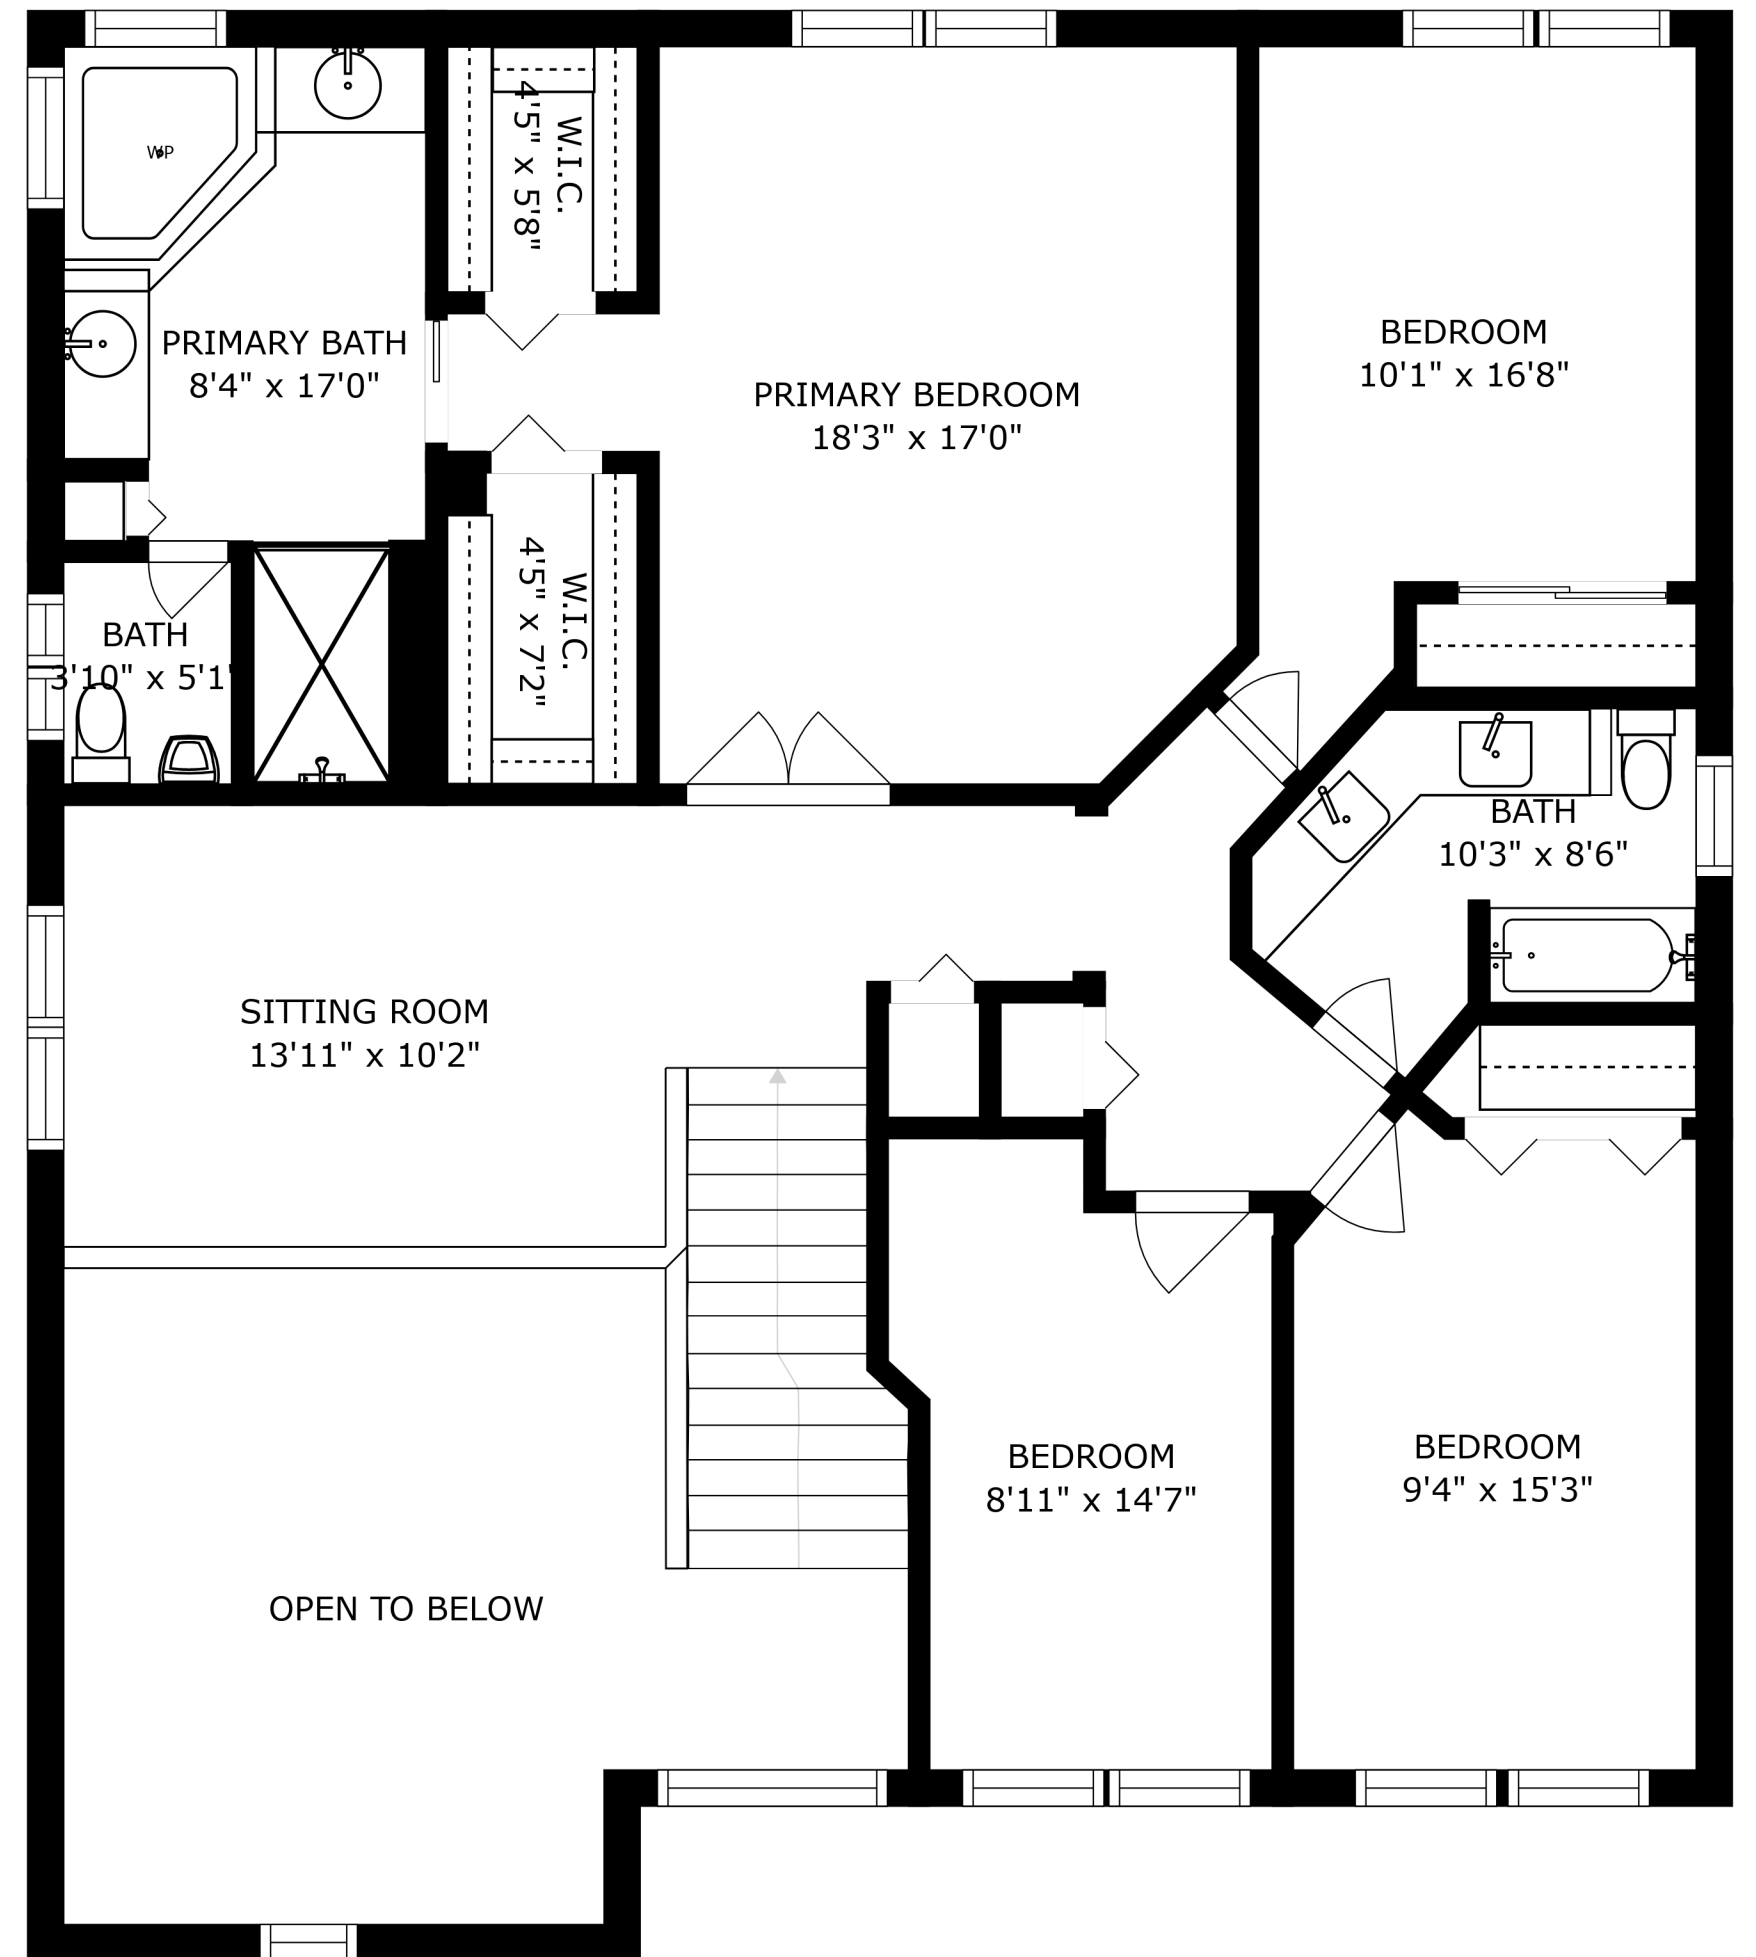 WP
W.I.C.
4'5" x 5'8"
PRIMARY BATH
8'4" x 17'0"
PRIMARY BEDROOM
18'3" x 17'0"
BEDROOM
10'1" x 16'8"
W.I.C.
4'5" x 7'2"
BATH
3'10" x 5'1"
BATH
10'3" x 8'6"
SITTING ROOM
13'11" x 10'2"
BEDROOM
8'11" x 14'7"
BEDROOM
9'4" x 15'3"
OPEN TO BELOW